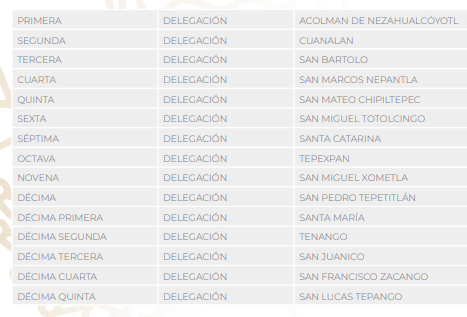 PRIMERA DELEGACIÓN ACOLMAN DE NEZAHUALCÓYOTL
SEGUNDA DELEGACIÓN CUANALAN
TERCERA DELEGACIÓN SAN BARTOLO
CUARTA DELEGACIÓN SAN MARCOS NEPANTLA
QUINTA DELEGACIÓN SAN MATEO CHIPILTEPEC
SEXTA DELEGACIÓN SAN MIGUEL TOTOLCINGO
SÉPTIMA DELEGACIÓN SANTA CATARINA
OCTAVA DELEGACIÓN TEPEXPAN
NOVENA DELEGACIÓN SAN MIGUEL XOMETLA
DÉCIMA DELEGACIÓN SAN PEDRO TEPETITLÁN
DÉCIMA PRIMERA DELEGACIÓN SANTA MARÍA
DÉCIMA SEGUNDA DELEGACIÓN TENANGO
DÉCIMA TERCERA DELEGACIÓN SAN JUANICO
DÉCIMA CUARTA DELEGACIÓN SAN FRANCISCO ZACANGO
DÉCIMA QUINTA DELEGACIÓN SAN LUCAS TEPANGO